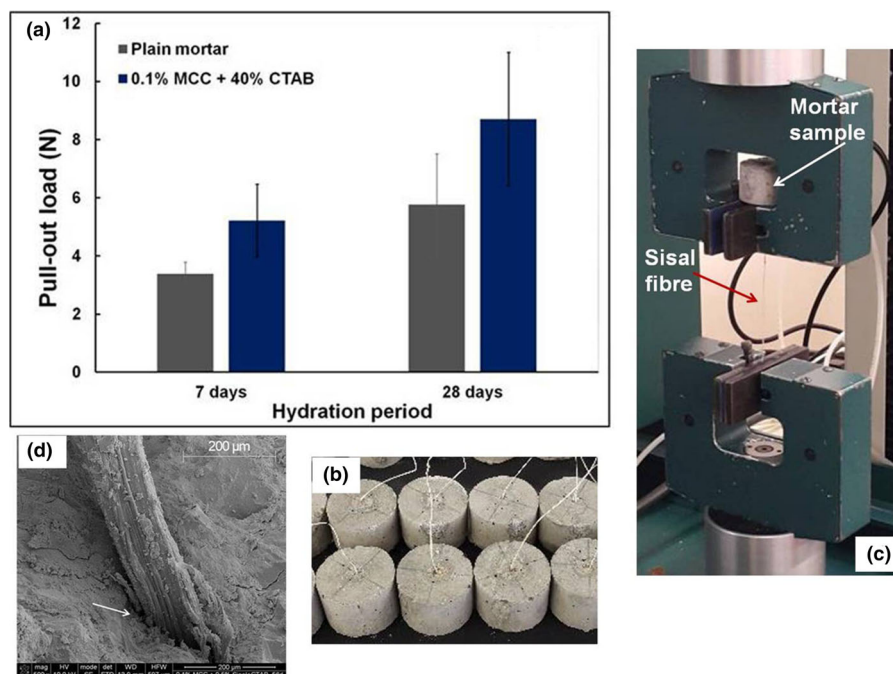 (a)
12
10
8
6
4
2
0
Pull-out load (N)
Plain mortar
0.1% MCC + 40% CTAB
7 days
28 days
Hydration period
Mortar
sample
Sisal
fibre
(c)
(d)
200 µm
mag HV mode det WD HFW
200 µm
(b)